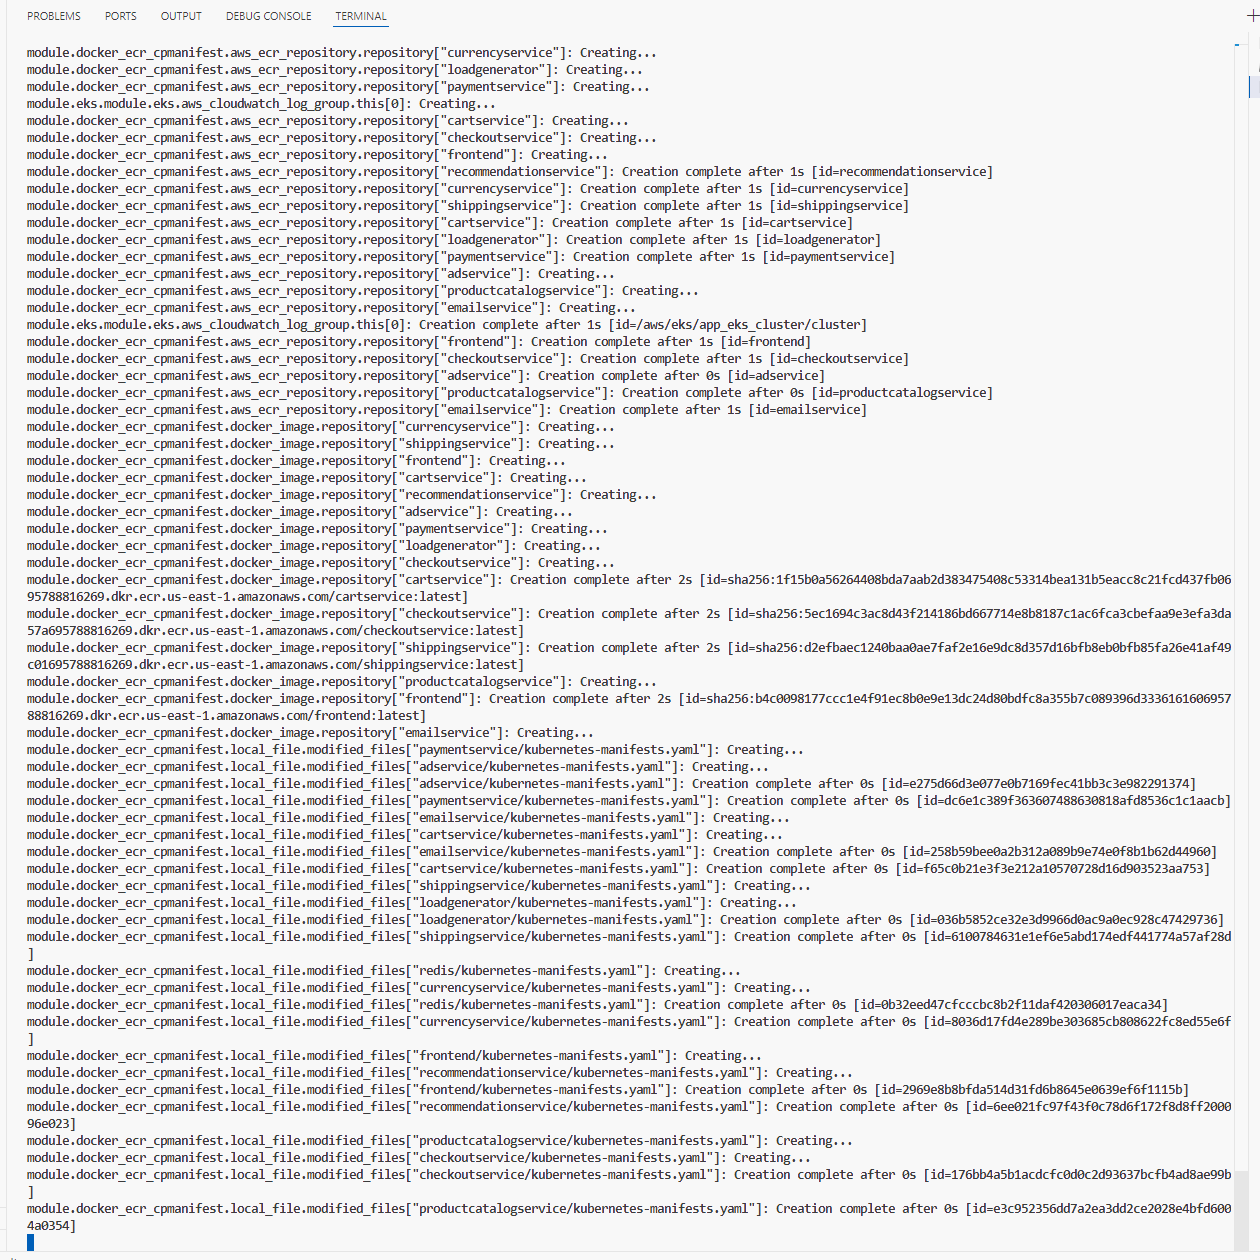 PROBLEMS PORTS OUTPUT DEBUG CONSOLE TERMINAL
module.docker_ecr_cpmanifest.aws_ecr_repository.repository["currencyservice"]: Creating...
module.docker_ecr_cpmanifest.aws_ecr_repository.repository["loadgenerator"]: Creating...
module.docker_ecr_cpmanifest.aws_ecr_repository.repository["paymentservice"]: Creating...
module.eks.module.eks.aws_cloudwatch_log_group.this[0]: Creating...
module.docker_ecr_cpmanifest.aws_ecr_repository.repository["cartservice"]: Creating...
module.docker_ecr_cpmanifest.aws_ecr_repository.repository["checkoutservice"]: Creating...
module.docker_ecr_cpmanifest.aws_ecr_repository.repository["frontend"]: Creating...
module.docker_ecr_cpmanifest.aws_ecr_repository.repository["recommendationservice"]: Creation complete after 1s [id=recommendationservice]
module.docker_ecr_cpmanifest.aws_ecr_repository.repository["currencyservice"]: Creation complete after 1s [id=currencyservice]
module.docker_ecr_cpmanifest.aws_ecr_repository.repository["shippingservice"]: Creation complete after 1s [id=shippingservice]
module.docker_ecr_cpmanifest.aws_ecr_repository.repository["cartservice"]: Creation complete after 1s [id=cartservice]
module.docker_ecr_cpmanifest.aws_ecr_repository.repository["loadgenerator"]: Creation complete after 1s [id=loadgenerator]
module.docker_ecr_cpmanifest.aws_ecr_repository.repository["paymentservice"]: Creation complete after 1s [id=paymentservice]
module.docker_ecr_cpmanifest.aws_ecr_repository.repository["adservice"]: Creating...
module.docker_ecr_cpmanifest.aws_ecr_repository.repository["productcatalogservice"]: Creating...
module.docker_ecr_cpmanifest.aws_ecr_repository.repository["emailservice"]: Creating...
module.eks.module.eks.aws_cloudwatch_log_group.this[0]: Creation complete after 1s [id=/aws/eks/app_eks_cluster/cluster]
module.docker_ecr_cpmanifest.aws_ecr_repository.repository["frontend"]: Creation complete after 1s [id=frontend]
module.docker_ecr_cpmanifest.aws_ecr_repository.repository["checkoutservice"]: Creation complete after 1s [id=checkoutservice]
module.docker_ecr_cpmanifest.aws_ecr_repository.repository["adservice"]: Creation complete after 0s [id=adservice]
module.docker_ecr_cpmanifest.aws_ecr_repository.repository["productcatalogservice"]: Creation complete after 0s [id=productcatalogservice]
module.docker_ecr_cpmanifest.aws_ecr_repository.repository["emailservice"]: Creation complete after 1s [id=emailservice]
module.docker_ecr_cpmanifest.docker_image.repository["currencyservice"]: Creating...
module.docker_ecr_cpmanifest.docker_image.repository["shippingservice"]: Creating...
module.docker_ecr_cpmanifest.docker_image.repository["frontend"]: Creating...
module.docker_ecr_cpmanifest.docker_image.repository["cartservice"]: Creating...
module.docker_ecr_cpmanifest.docker_image.repository["recommendationservice"]: Creating...
module.docker_ecr_cpmanifest.docker_image.repository["adservice"]: Creating...
module.docker_ecr_cpmanifest.docker_image.repository["paymentservice"]: Creating...
module.docker_ecr_cpmanifest.docker_image.repository["loadgenerator"]: Creating...
module.docker_ecr_cpmanifest.docker_image.repository["checkoutservice"]: Creating...
module.docker_ecr_cpmanifest.docker_image.repository["cartservice"]: Creation complete after 2s [id=sha256:1f15b0a56264408bda7aab2d383475408c53314bea131b5eacc8c21fcd437fb06
95788816269.dkr.ecr.us-east-1.amazonaws.com/cartservice:latest]
module.docker_ecr_cpmanifest.docker_image.repository["checkoutservice"]: Creation complete after 2s [id=sha256:5ec1694c3ac8d43f214186bd667714e8b8187c1ac6fca3cbefaa9e3efa3da
57a695788816269.dkr.ecr.us-east-1.amazonaws.com/checkoutservice:latest]
module.docker_ecr_cpmanifest.docker_image.repository["shippingservice"]: Creation complete after 2s [id=sha256:d2efbaec1240baa0ae7faf2e16e9dc8d357d16bfb8eb0bfb85fa26e41af49
c01695788816269.dkr.ecr.us-east-1.amazonaws.com/shippingservice:latest]
module.docker_ecr_cpmanifest.docker_image.repository["productcatalogservice"]: Creating...
module.docker_ecr_cpmanifest.docker_image.repository["frontend"]: Creation complete after 2s [id=sha256:b4c0098177ccc1e4f91ec8b0e9e13dc24d80bdfc8a355b7c089396d3336161606957
88816269.dkr.ecr.us-east-1.amazonaws.com/frontend:latest]
module.docker_ecr_cpmanifest.docker_image.repository["emailservice"]: Creating...
module.docker_ecr_cpmanifest.local_file.modified_files["paymentservice/kubernetes-manifests.yaml"]: Creating...
module.docker_ecr_cpmanifest.local_file.modified_files["adservice/kubernetes-manifests.yaml"]: Creating...
module.docker_ecr_cpmanifest.local_file.modified_files["adservice/kubernetes-manifests.yaml"]: Creation complete after 0s [id=e275d66d3e077e0b7169fec41bb3c3e982291374]
module.docker_ecr_cpmanifest.local_file.modified_files["paymentservice/kubernetes-manifests.yaml"]: Creation complete after 0s [id=dc6e1c389f363607488630818afd8536c1c1aacb]
module.docker_ecr_cpmanifest.local_file.modified_files["emailservice/kubernetes-manifests.yaml"]: Creating...
module.docker_ecr_cpmanifest.local_file.modified_files["cartservice/kubernetes-manifests.yaml"]: Creating...
module.docker_ecr_cpmanifest.local_file.modified_files["emailservice/kubernetes-manifests.yaml"]: Creation complete after 0s [id=258b59bee0a2b312a089b9e74e0f8b1b62d44960]
module.docker_ecr_cpmanifest.local_file.modified_files["cartservice/kubernetes-manifests.yaml"]: Creation complete after 0s [id=f65c0b21e3f3e212a10570728d16d903523aa753]
module.docker_ecr_cpmanifest.local_file.modified_files["shippingservice/kubernetes-manifests.yaml"]: Creating...
module.docker_ecr_cpmanifest.local_file.modified_files["loadgenerator/kubernetes-manifests.yaml"]: Creating...
module.docker_ecr_cpmanifest.local_file.modified_files["loadgenerator/kubernetes-manifests.yaml"]: Creation complete after 0s [id=036b5852ce32e3d9966d0ac9a0ec928c47429736]
module.docker_ecr_cpmanifest.local_file.modified_files["shippingservice/kubernetes-manifests.yaml"]: Creation complete after 0s [id=6100784631e1ef6e5abd174edf441774a57af28d
]
module.docker_ecr_cpmanifest.local_file.modified_files["redis/kubernetes-manifests.yaml"]: Creating...
module.docker_ecr_cpmanifest.local_file.modified_files["currencyservice/kubernetes-manifests.yaml"]: Creating...
module.docker_ecr_cpmanifest.local_file.modified_files["redis/kubernetes-manifests.yaml"]: Creation complete after 0s [id=0b32eed47cfcccbc8b2f11daf420306017eaca34]
module.docker_ecr_cpmanifest.local_file.modified_files["currencyservice/kubernetes-manifests.yaml"]: Creation complete after 0s [id=8036d17fd4e289be303685cb808622fc8ed55e6f
]
module.docker_ecr_cpmanifest.local_file.modified_files["frontend/kubernetes-manifests.yaml"]: Creating...
module.docker_ecr_cpmanifest.local_file.modified_files["recommendationservice/kubernetes-manifests.yaml"]: Creating...
module.docker_ecr_cpmanifest.local_file.modified_files["frontend/kubernetes-manifests.yaml"]: Creation complete after 0s [id=2969e8b8bfda514d31fd6b8645e0639ef6f1115b]
module.docker_ecr_cpmanifest.local_file.modified_files["recommendationservice/kubernetes-manifests.yaml"]: Creation complete after 0s [id=6ee021fc97f43f0c78d6f172f8d8ff2000
96e023]
module.docker_ecr_cpmanifest.local_file.modified_files["productcatalogservice/kubernetes-manifests.yaml"]: Creating...
module.docker_ecr_cpmanifest.local_file.modified_files["checkoutservice/kubernetes-manifests.yaml"]: Creating...
module.docker_ecr_cpmanifest.local_file.modified_files["checkoutservice/kubernetes-manifests.yaml"]: Creation complete after 0s [id=176bb4a5b1acdcfc0d0c2d93637bcfb4ad8ae99b
]
module.docker_ecr_cpmanifest.local_file.modified_files["productcatalogservice/kubernetes-manifests.yaml"]: Creation complete after 0s [id=e3c952356dd7a2ea3dd2ce2028e4bfd600
4a0354]